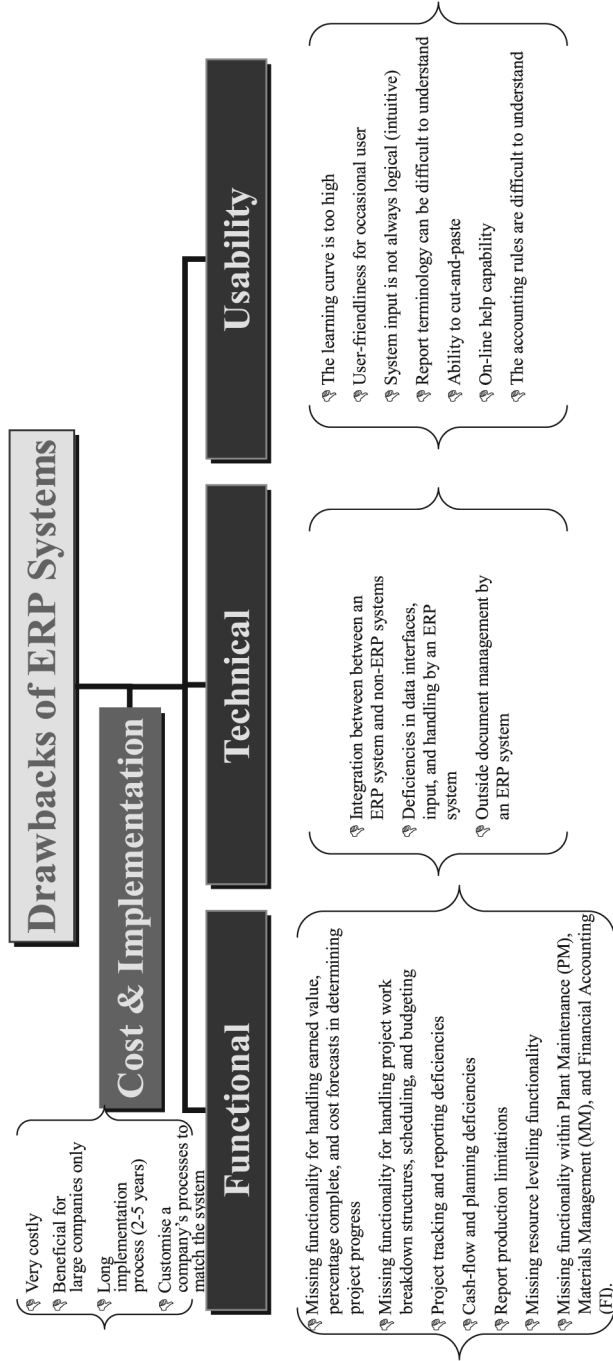 Drawbacks of ERP Systems
Cost & Implementation
Very costly
Beneficial for
large companies only
Long
implementation
process (2-5 years)
Customise a
company's processes to
match the system
Functional
Missing functionality for handling earned value,
percentage complete, and cost forecasts in determining
project progress
Missing functionality for handling project work
breakdown structures, scheduling, and budgeting
Project tracking and reporting deficiencies
Cash-flow and planning deficiencies
Report production limitations
Missing resource levelling functionality
Missing functionality within Plant Maintenance (PM),
Materials Management (MM), and Financial Accounting
(FI).
Technical
Integration between between an
ERP system and non-ERP systems
Deficiencies in data interfaces,
input, and handling by an ERP
system
Outside document management by
an ERP system
Usability
The learning curve is too high
User-friendliness for occasional user
System input is not always logical (intuitive)
Report terminology can be difficult to understand
Ability to cut-and-paste
On-line help capability
The accounting rules are difficult to understand